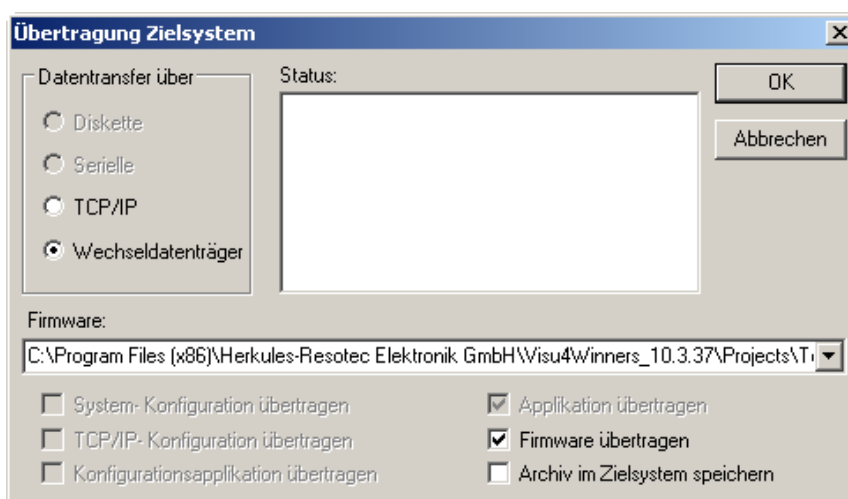 Übertragung Zielsystem
Datentransfer über
Diskette
Serielle
TCP/IP
Wechseldatenträger
Status:
OK
Abbrechen
Firmware:
C:\Program Files (x86)\Herkules-Resotec Elektronik GmbH\Visu4Winners_10.3.37\Projects\
System- Konfiguration übertragen
TCP/IP- Konfiguration übertragen
Konfigurationsapplikation übertragen
Applikation übertragen
Firmware übertragen
Archiv im Zielsystem speichern